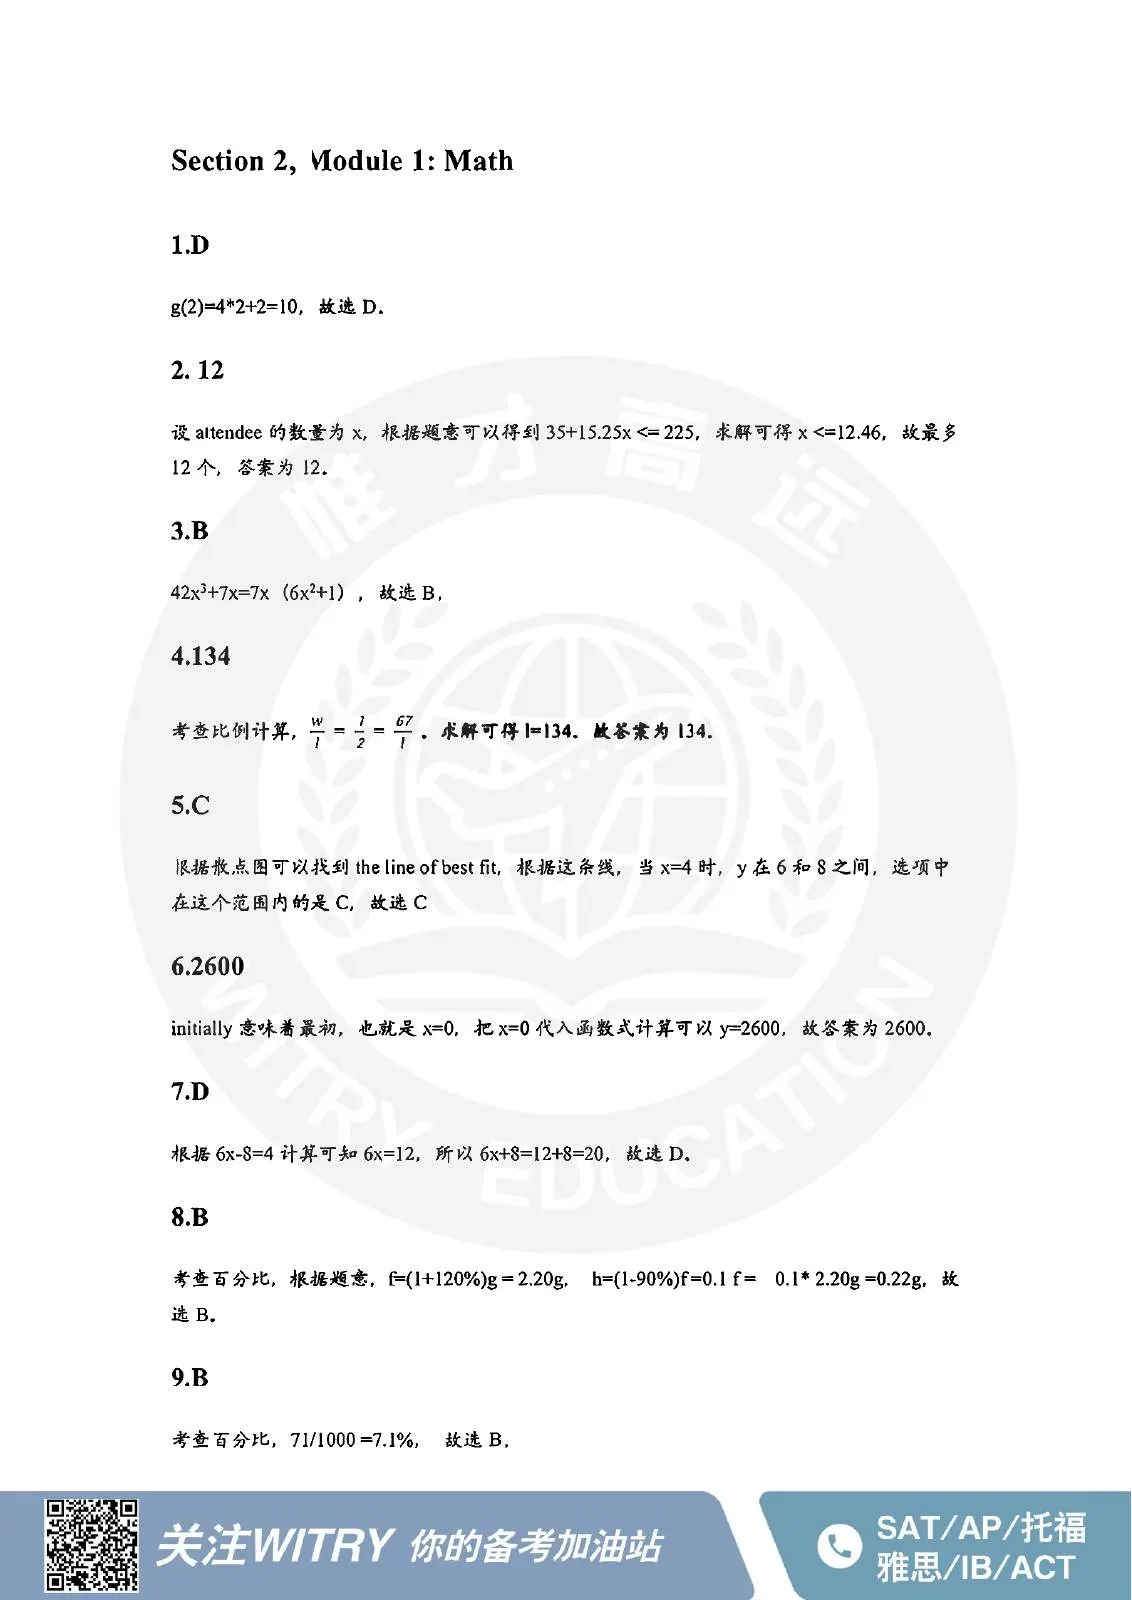 Section 2, Module 1: Math
1.D
g(2)=4*2+2=10，故选 D.
2. 12
设 attendee 的数量为 x，根据题意可以得到 35+15.25x <= 225，求解可得 x <=12.46，故最多
12 个，答案为 12.
3.B
42x³+7x=7x（6x²+1），故选 B，
4.134
考查比例计算，w/l = 1/2 = 67/l . 求解可得 l=134. 故答案为 134.
5.C
根据散点图可以找到 the line of best fit，根据这条线，当 x=4 时，y 在 6 和 8 之间，选项中
在这个范围内的是 C，故选 C
6.2600
initially 意味着最初，也就是 x=0，把 x=0 代入函数式计算可以 y=2600，故答案为 2600.
7.D
根据 6x-8=4 计算可知 6x=12，所以 6x+8=12+8=20，故选 D.
8.B
考查百分比，根据题意，f=(1+120%)g = 2.20g， h=(1-90%)f =0.1 f = 0.1* 2.20g =0.22g，故
选 B.
9.B
考查百分比，71/1000 =7.1%， 故选 B.
惟才高远
WITRY EDUCATION
关注WITRY 你的备考加油站
SAT/AP/托福
雅思/IB/ACT